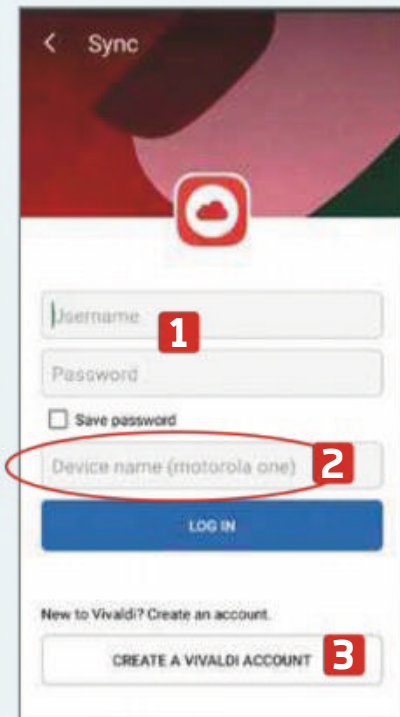 Sync
Username
1
Password
Save password
Device name (motorola one)
2
LOG IN
New to Vivaldi? Create an account.
CREATE A VIVALDI ACCOUNT
3